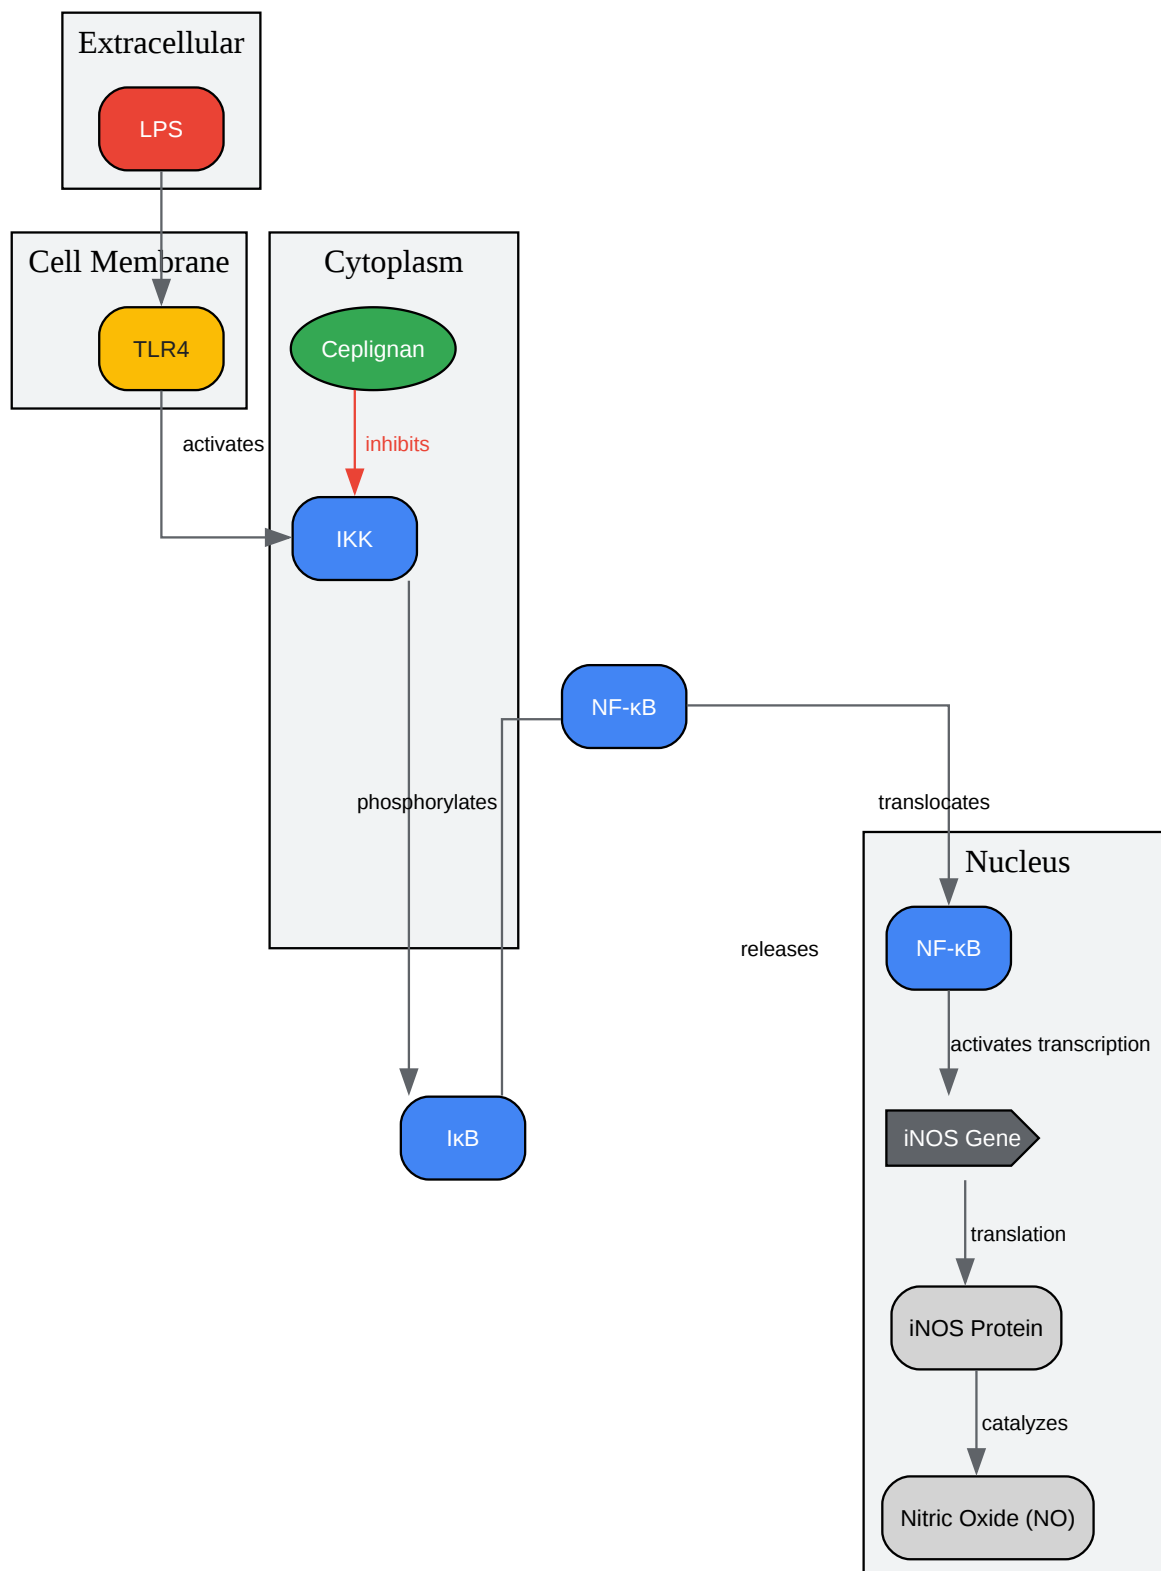 Extracellular
LPS
Cell Membrane
Cytoplasm
TLR4
Ceplignan
activates
inhibits
IKK
NF-κB
phosphorylates
translocates
Nucleus
NF-κB
releases
activates transcription
IκB
iNOS Gene
translation
iNOS Protein
catalyzes
Nitric Oxide (NO)